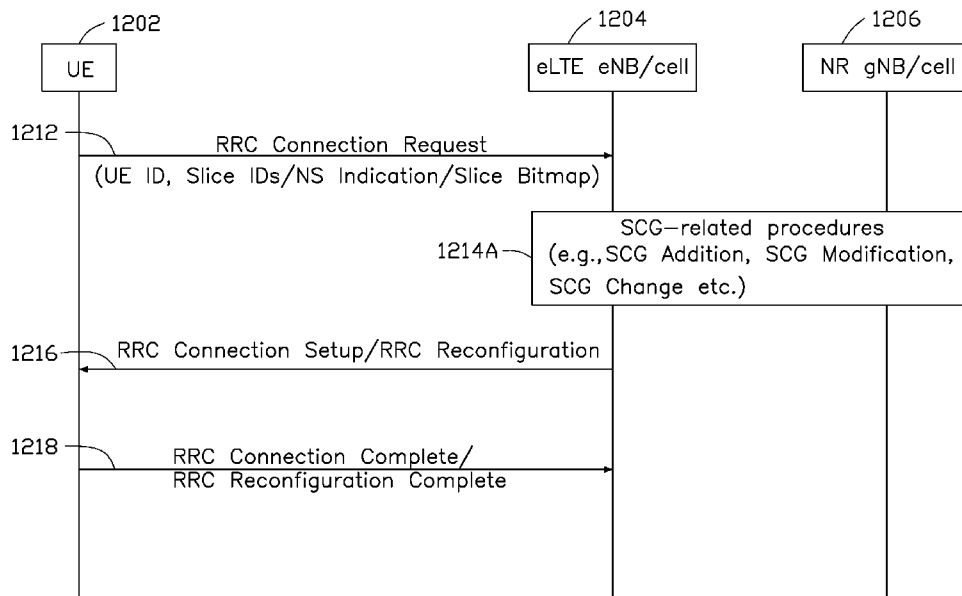 1202
1204
1206
UE
eLTE eNB/cell
NR gNB/cell
1212
RRC Connection Request
(UE ID, Slice IDs/NS Indication/Slice Bitmap)
1214A
SCG-related procedures
(e.g.,SCG Addition, SCG Modification,
SCG Change etc.)
1216
RRC Connection Setup/RRC Reconfiguration
1218
RRC Connection Complete/
RRC Reconfiguration Complete